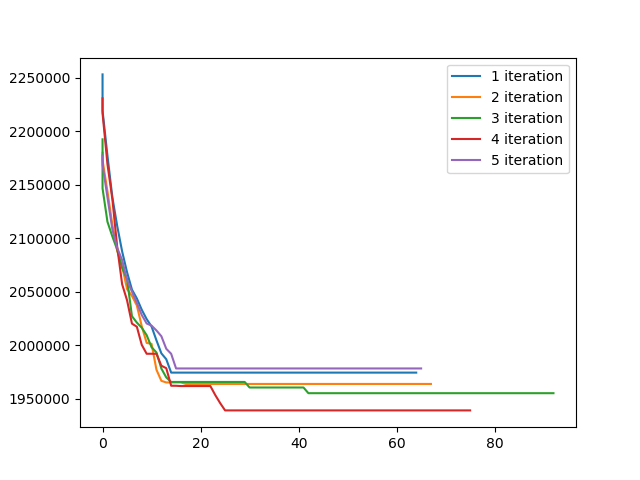 2250000
2200000
2150000
2100000
2050000
2000000
1950000
0
20
40
60
80
1 iteration
2 iteration
3 iteration
4 iteration
5 iteration